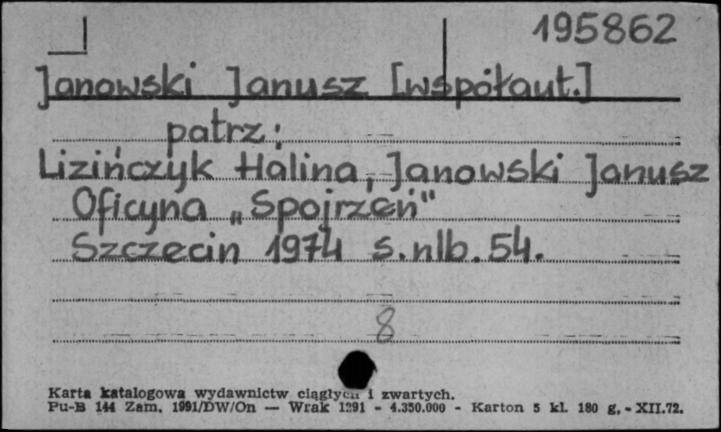 195862
Janowski Janusz [współaut.]
patrz:
Lizińczyk Halina, Janowski Janusz
Oficyna „Spojrzeń"
Szczecin 1974 s.nlb. 54.
8
Karta katalogowa wydawnictw ciągłych i zwartych.
Pu-B 144 Zam. 1991/DW/On — Wrak 1291 - 4.350.000 - Karton 5 kl. 180 g. - XII.72.